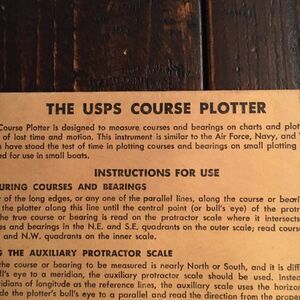 THE USPS COURSE PLOTTER
Course Plotter is designed to measure courses and bearings on charts and plot
of lost time and motion. This instrument is similar to the Air Force, Navy, and
have stood the test of time in plotting courses and bearings on small plotting
ed for use in small boats.
INSTRUCTIONS FOR USE
URING COURSES AND BEARINGS
of the long edges, or any one of the parallel lines, along the course or bearing
the plotter along this line until the central point (or bull's eye) of the
he true course or bearing is read on the protractor scale where it intersects
es and bearings in the N.E. and S.E. quadrants on the outer scale; read course
and N.W. quadrants on the inner scale.
G THE AUXILIARY PROTRACTOR SCALE
the course or bearing to be measured is nearly North or South, and it is diff
's eye to a meridian, the auxiliary protractor scale should be used. Instead
ridians of longitude as the reference lines, the auxiliary scale uses the horizon
de the plotter's bull's eye to a parallel and read the direction from the